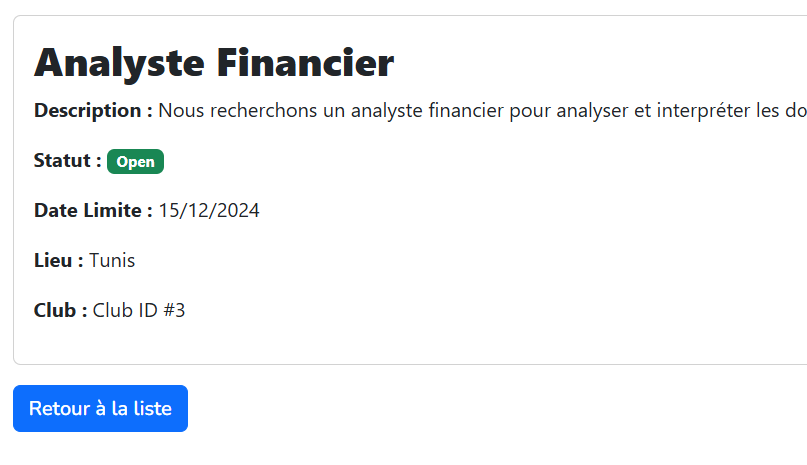 Analyste Financier
Description : Nous recherchons un analyste financier pour analyser et interpréter les do
Statut : Open
Date Limite : 15/12/2024
Lieu : Tunis
Club : Club ID #3
Retour à la liste